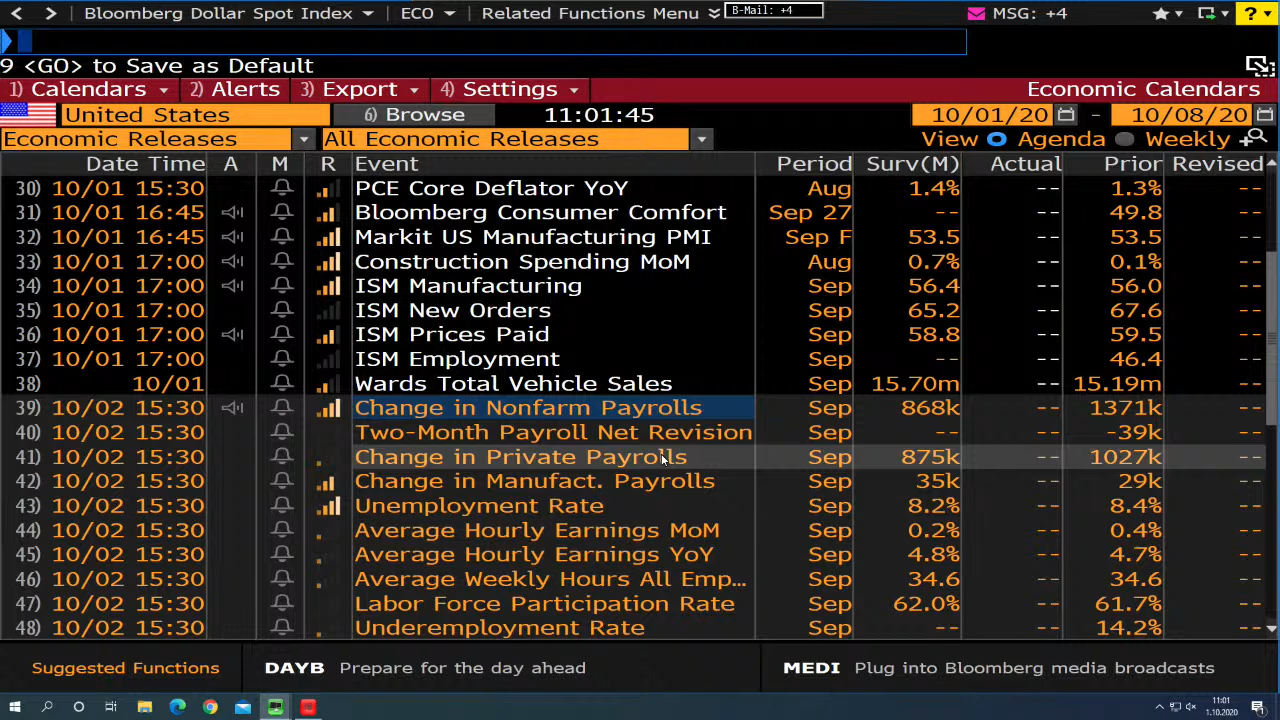 Bloomberg Dollar Spot Index ECO Related Functions Menu B-Mail: +4 MSG: +4 ?
9 <GO> to Save as Default
1) Calendars 2) Alerts 3) Export 4) Settings Economic Calendars
United States 6) Browse 11:01:45 10/01/20 - 10/08/20
Economic Releases All Economic Releases View Agenda Weekly
Date Time A M R Event Period Surv(M) Actual Prior Revised
30) 10/01 15:30 PCE Core Deflator YoY Aug 1.4% -- 1.3% --
31) 10/01 16:45 Bloomberg Consumer Comfort Sep 27 -- -- 49.8 --
32) 10/01 16:45 Markit US Manufacturing PMI Sep F 53.5 -- 53.5 --
33) 10/01 17:00 Construction Spending MoM Aug 0.7% -- 0.1% --
34) 10/01 17:00 ISM Manufacturing Sep 56.4 -- 56.0 --
35) 10/01 17:00 ISM New Orders Sep 65.2 -- 67.6 --
36) 10/01 17:00 ISM Prices Paid Sep 58.8 -- 59.5 --
37) 10/01 17:00 ISM Employment Sep -- -- 46.4 --
38) 10/01 Wards Total Vehicle Sales Sep 15.70m -- 15.19m --
39) 10/02 15:30 Change in Nonfarm Payrolls Sep 868k -- 1371k --
40) 10/02 15:30 Two-Month Payroll Net Revision Sep -- -- -39k --
41) 10/02 15:30 Change in Private Payrolls Sep 875k -- 1027k --
42) 10/02 15:30 Change in Manufact. Payrolls Sep 35k -- 29k --
43) 10/02 15:30 Unemployment Rate Sep 8.2% -- 8.4% --
44) 10/02 15:30 Average Hourly Earnings MoM Sep 0.2% -- 0.4% --
45) 10/02 15:30 Average Hourly Earnings YoY Sep 4.8% -- 4.7% --
46) 10/02 15:30 Average Weekly Hours All Emp... Sep 34.6 -- 34.6 --
47) 10/02 15:30 Labor Force Participation Rate Sep 62.0% -- 61.7% --
48) 10/02 15:30 Underemployment Rate Sep -- -- 14.2% --
Suggested Functions DAYB Prepare for the day ahead MEDI Plug into Bloomberg media broadcasts
11:01
1.10.2020